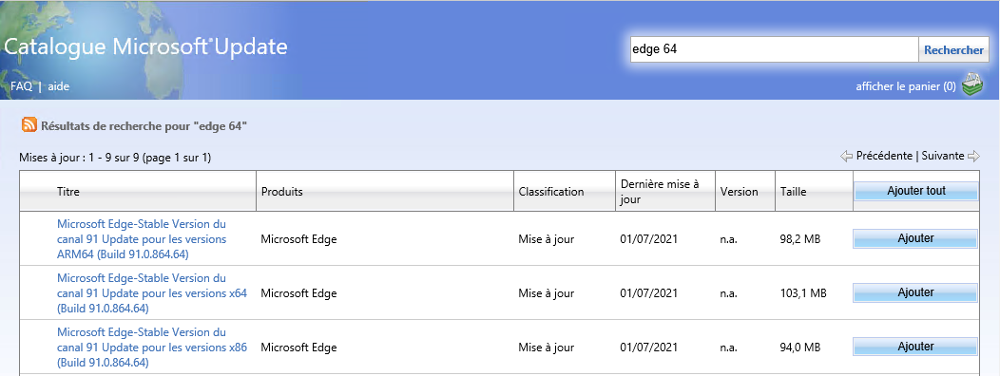 Catalogue Microsoft®Update
edge 64
Rechercher
FAQ | aide
afficher le panier (0)
Résultats de recherche pour "edge 64"
Mises à jour : 1 - 9 sur 9 (page 1 sur 1)
Précédente | Suivante
Titre
Produits
Classification
Dernière mise à
jour
Version
Taille
Ajouter tout
Microsoft Edge-Stable Version du
canal 91 Update pour les versions
ARM64 (Build 91.0.864.64)
Microsoft Edge
Mise à jour
01/07/2021
n.a.
98,2 MB
Ajouter
Microsoft Edge-Stable Version du
canal 91 Update pour les versions x64
(Build 91.0.864.64)
Microsoft Edge
Mise à jour
01/07/2021
n.a.
103,1 MB
Ajouter
Microsoft Edge-Stable Version du
canal 91 Update pour les versions x86
(Build 91.0.864.64)
Microsoft Edge
Mise à jour
01/07/2021
n.a.
94,0 MB
Ajouter